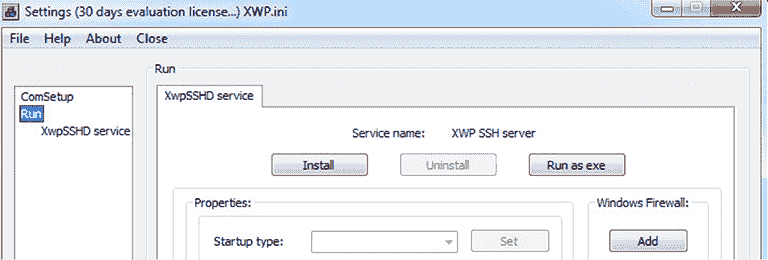 Settings (30 days evaluation license...) XWP.ini
File Help About Close
Run
ComSetup
Run
XwpSSHD service
XwpSSHD service
Service name: XWP SSH server
Install Uninstall Run as exe
Properties: Windows Firewall:
Startup type: Set Add